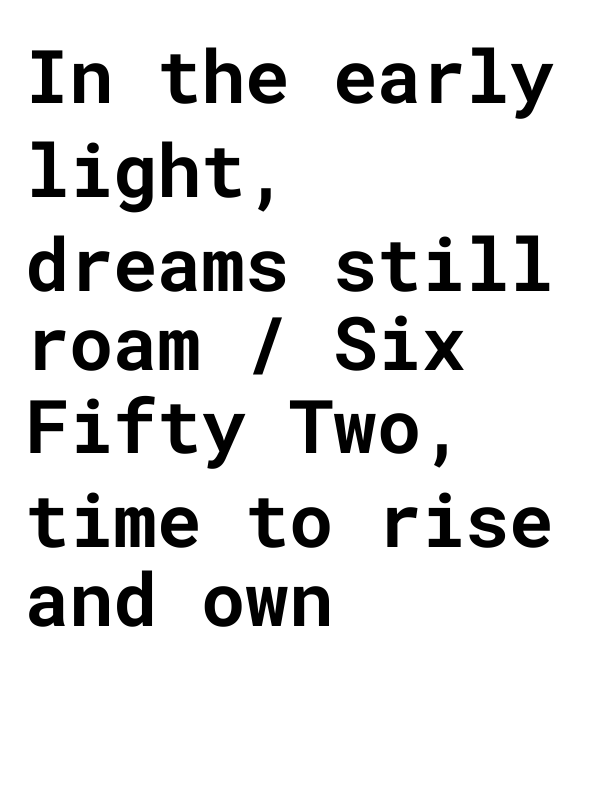 In the early
light,
dreams still
roam / Six
Fifty Two,
time to rise
and own